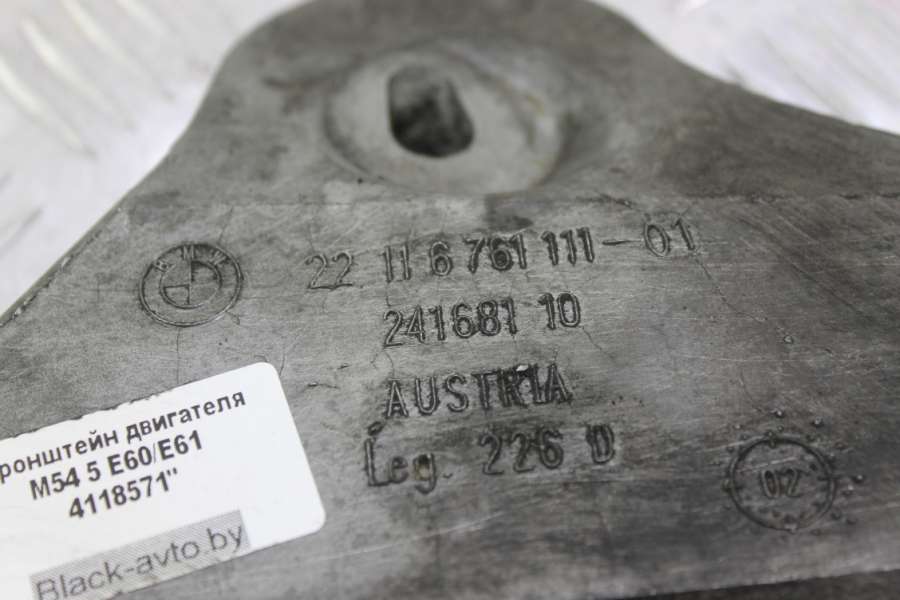 BMW
22 11 6 761 111-01
241681 10
AUSTRIA
Leg. 226 D
02
ронштейн двигателя
M54 5 E60/E61
4118571"
Black-avto.by